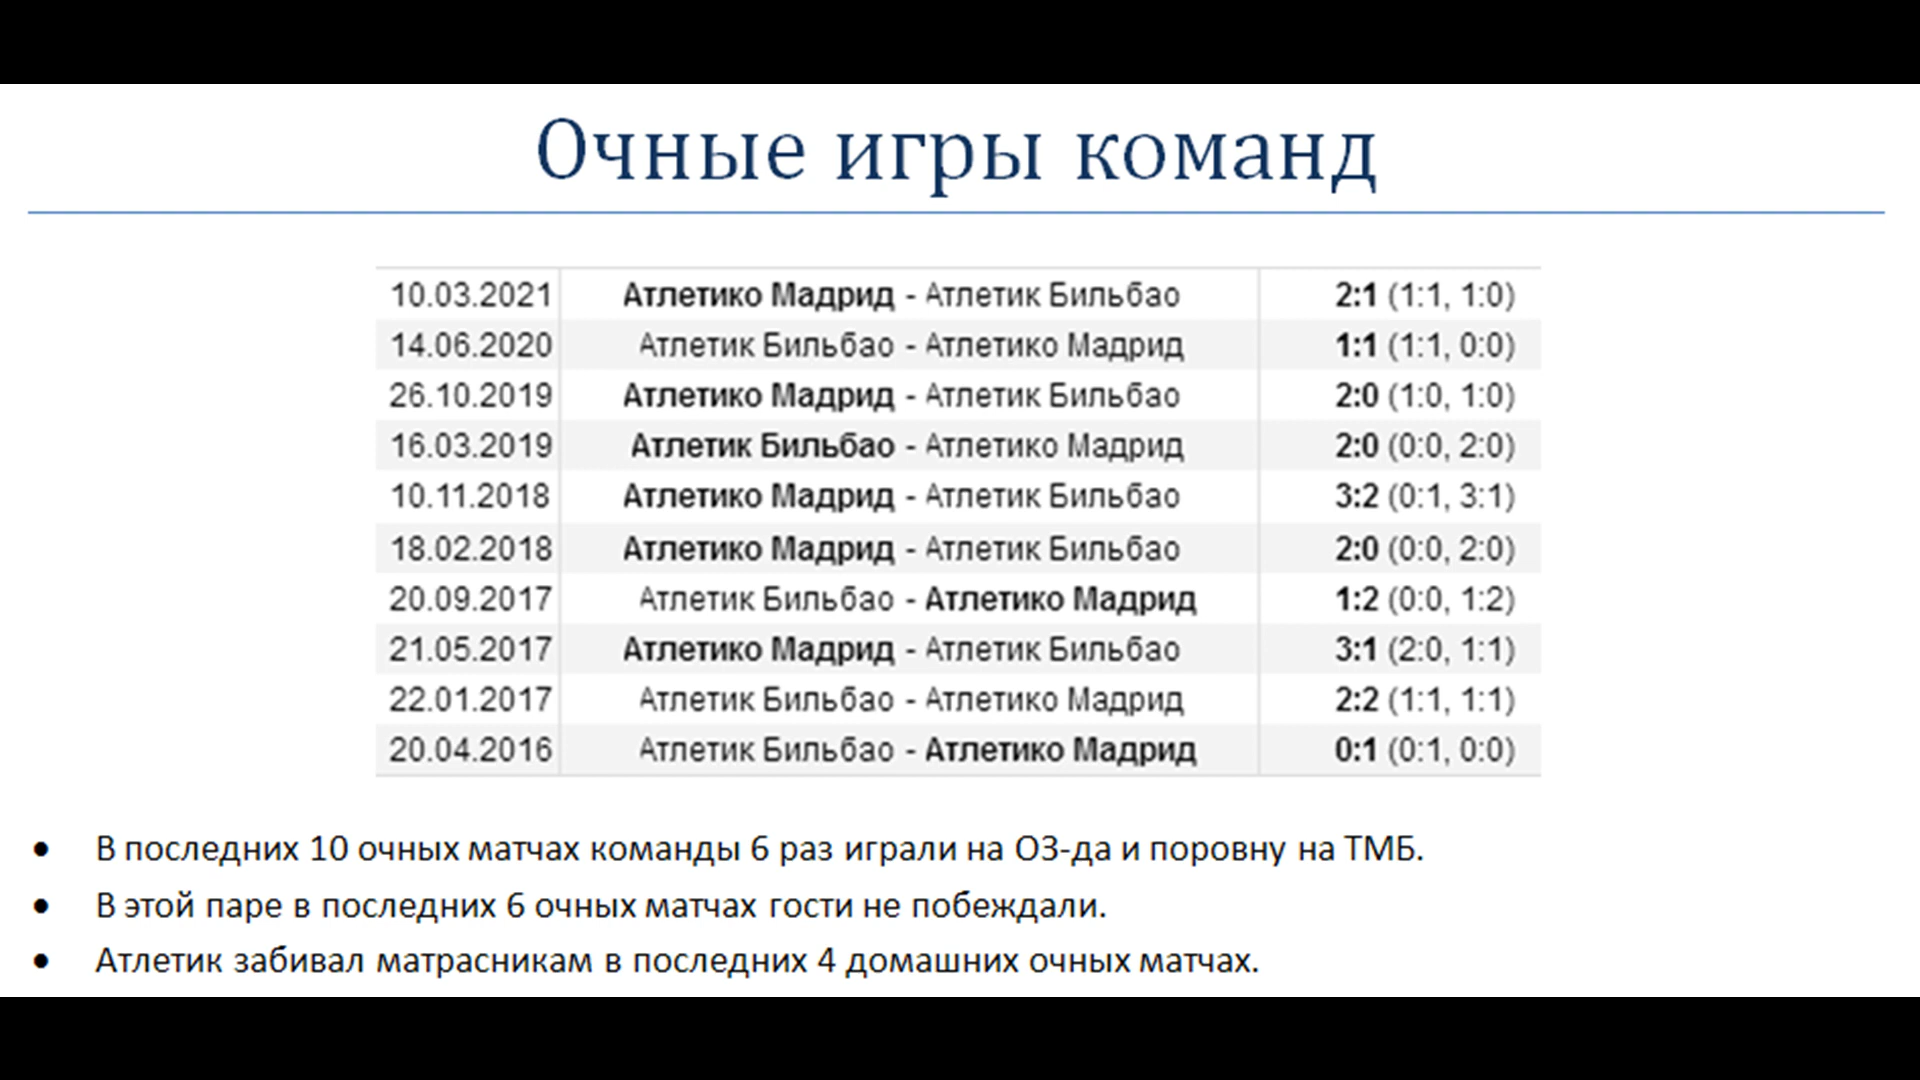 Очные игры команд
10.03.2021 Атлетико Мадрид - Атлетик Бильбао 2:1 (1:1, 1:0)
14.06.2020 Атлетик Бильбао - Атлетико Мадрид 1:1 (1:1, 0:0)
26.10.2019 Атлетико Мадрид - Атлетик Бильбао 2:0 (1:0, 1:0)
16.03.2019 Атлетик Бильбао - Атлетико Мадрид 2:0 (0:0, 2:0)
10.11.2018 Атлетико Мадрид - Атлетик Бильбао 3:2 (0:1, 3:1)
18.02.2018 Атлетико Мадрид - Атлетик Бильбао 2:0 (0:0, 2:0)
20.09.2017 Атлетик Бильбао - Атлетико Мадрид 1:2 (0:0, 1:2)
21.05.2017 Атлетико Мадрид - Атлетик Бильбао 3:1 (2:0, 1:1)
22.01.2017 Атлетик Бильбао - Атлетико Мадрид 2:2 (1:1, 1:1)
20.04.2016 Атлетик Бильбао - Атлетико Мадрид 0:1 (0:1, 0:0)
• В последних 10 очных матчах команды 6 раз играли на ОЗ-да и поровну на ТМБ.
• В этой паре в последних 6 очных матчах гости не побеждали.
• Атлетик забивал матрасникам в последних 4 домашних очных матчах.